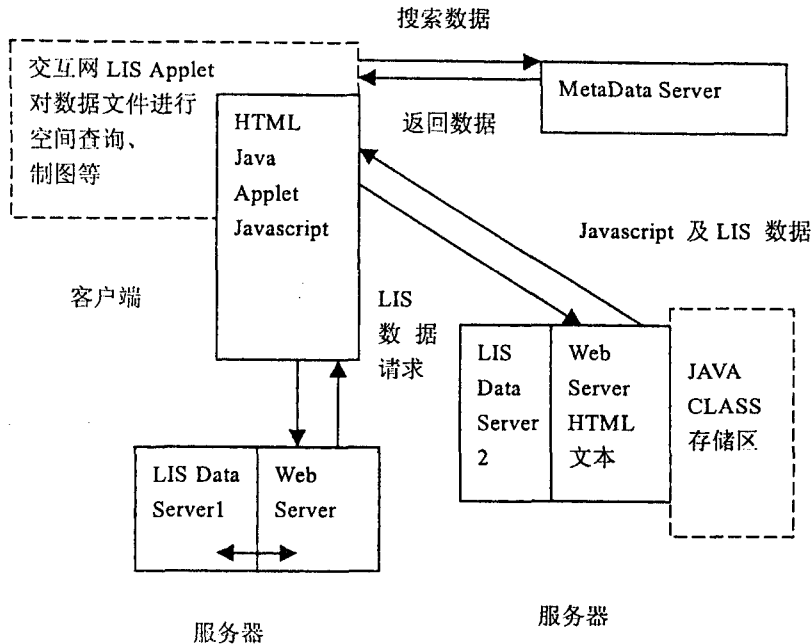 搜索数据
交互网 LIS Applet
对数据文件进行
空间查询、
制图等
MetaData Server
返回数据
HTML
Java
Applet
Javascript
Javascript 及 LIS 数据
客户端
LIS
数 据
请求
LIS
Data
Server
2
Web
Server
HTML
文本
JAVA
CLASS
存储区
LIS Data
Server1
Web
Server
服务器
服务器